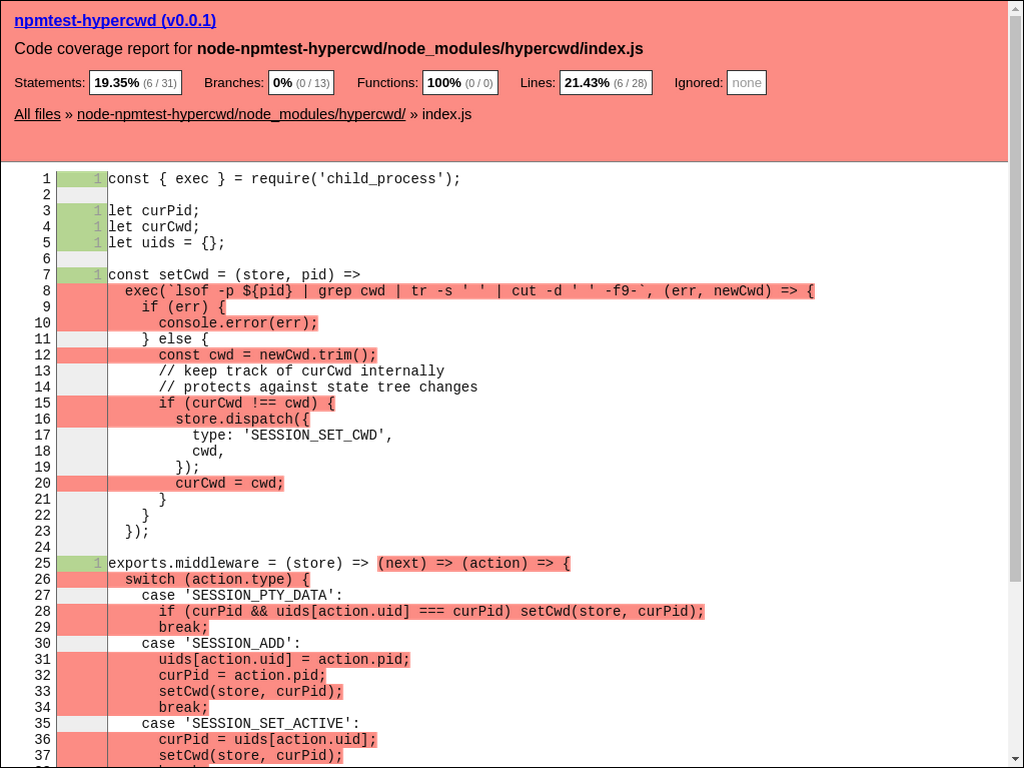 npmtest-hypercwd (v0.0.1)
Code coverage report for node-npmtest-hypercwd/node_modules/hypercwd/index.js
Statements: 19.35% (6 / 31) Branches: 0% (0 / 13) Functions: 100% (0 / 0) Lines: 21.43% (6 / 28) Ignored: none
All files » node-npmtest-hypercwd/node_modules/hypercwd/ » index.js
1 1 const { exec } = require('child_process');
2
3 1 let curPid;
4 1 let curCwd;
5 1 let uids = {};
6
7 1 const setCwd = (store, pid) =>
8 exec(`lsof -p ${pid} | grep cwd | tr -s ' ' | cut -d ' ' -f9-`, (err, newCwd) => {
9 if (err) {
10 console.error(err);
11 } else {
12 const cwd = newCwd.trim();
13 // keep track of curCwd internally
14 // protects against state tree changes
15 if (curCwd !== cwd) {
16 store.dispatch({
17 type: 'SESSION_SET_CWD',
18 cwd,
19 });
20 curCwd = cwd;
21 }
22 }
23 });
24
25 1 exports.middleware = (store) => (next) => (action) => {
26 switch (action.type) {
27 case 'SESSION_PTY_DATA':
28 if (curPid && uids[action.uid] === curPid) setCwd(store, curPid);
29 break;
30 case 'SESSION_ADD':
31 uids[action.uid] = action.pid;
32 curPid = action.pid;
33 setCwd(store, curPid);
34 break;
35 case 'SESSION_SET_ACTIVE':
36 curPid = uids[action.uid];
37 setCwd(store, curPid);